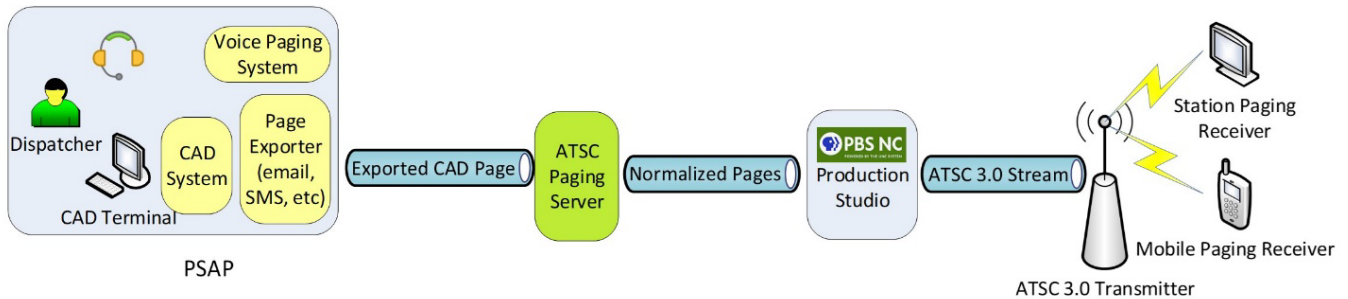 Voice Paging
System
Dispatcher
CAD Terminal
CAD
System
Page
Exporter
(email,
SMS, etc)
PSAP
Exported CAD Page
ATSC
Paging
Server
Normalized Pages
PBS NC
Production
Studio
ATSC 3.0 Stream
Station Paging
Receiver
Mobile Paging Receiver
ATSC 3.0 Transmitter